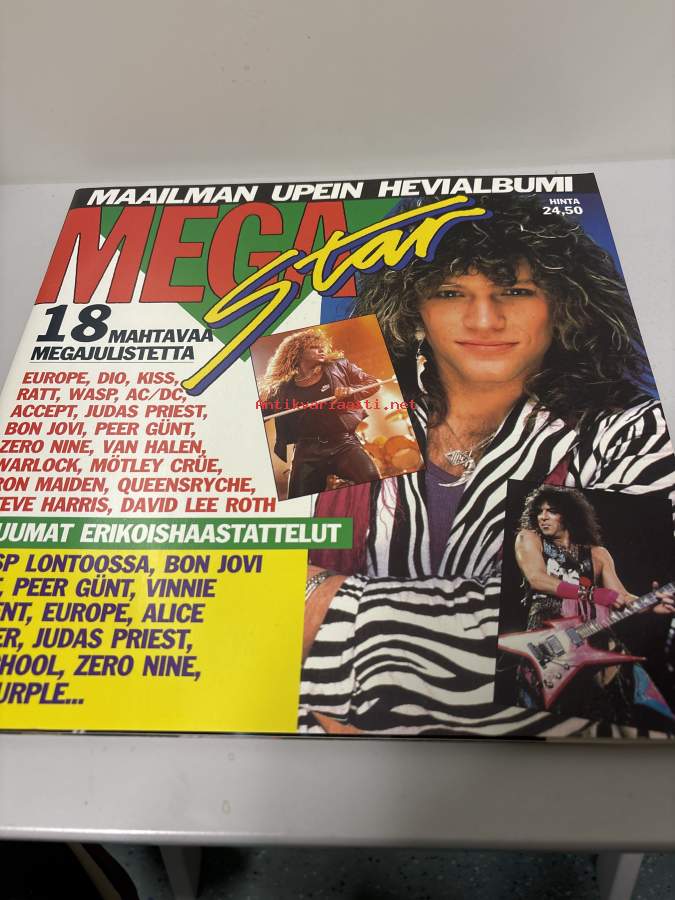 MAAILMAN UPEIN HEVIALBUMI
MEGA
Star
HINTA
24,50
18 MAHTAVAA
MEGAJULISTETTA
EUROPE, DIO, KISS,
RATT, WASP, AC/DC,
ACCEPT, JUDAS PRIEST,
BON JOVI, PEER GÜNT,
ZERO NINE, VAN HALEN,
WARLOCK, MÖTLEY CRÜE,
RON MAIDEN, QUEENSRYCHE,
TEVE HARRIS, DAVID LEE ROTH
UUMAT ERIKOISHAASTATTELUT
SP LONTOOSSA, BON JOVI
, PEER GÜNT, VINNIE
ENT, EUROPE, ALICE
ER, JUDAS PRIEST,
HOOL, ZERO NINE,
URPLE...
Antikvariaatti.net